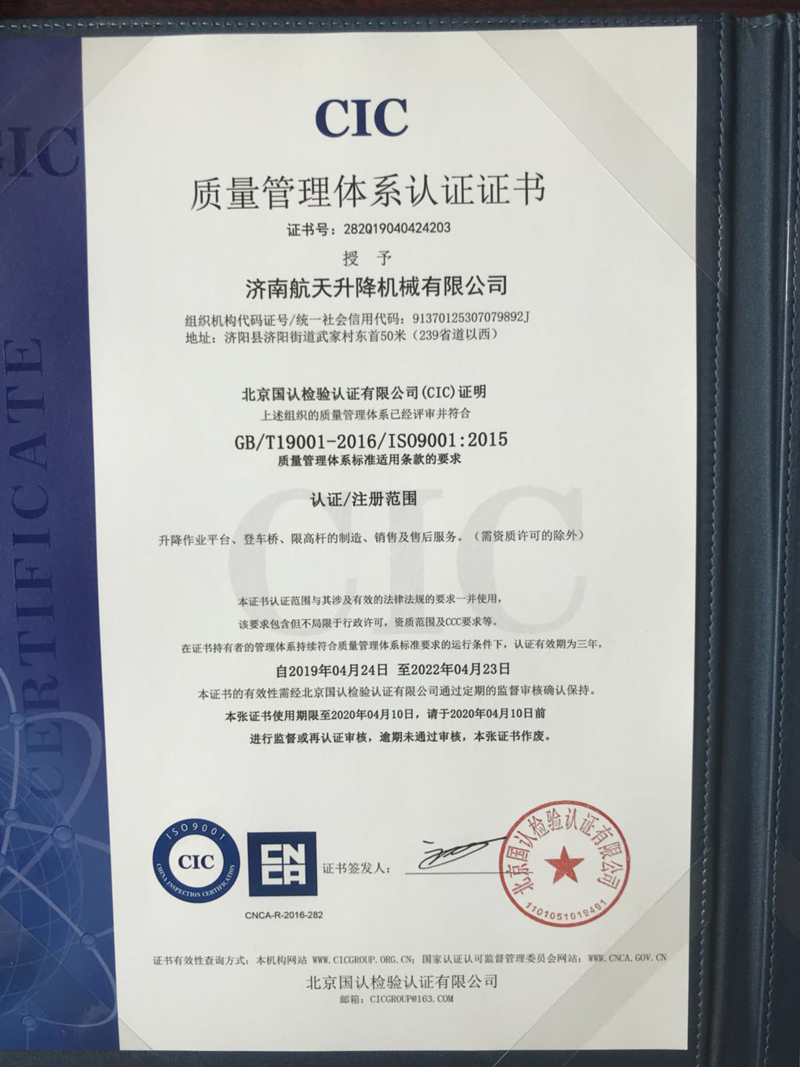 CIC
质量管理体系认证证书
证书号：282Q19040424203
授 予
济南航天升降机械有限公司
组织机构代码证号/统一社会信用代码：91370125307079892J
地址：济阳县济阳街道武家村东首50米（239省道以西）
北京国认检验认证有限公司(CIC)证明
上述组织的质量管理体系已经评审并符合
GB/T19001-2016/ISO9001:2015
质量管理体系标准适用条款的要求
认证/注册范围
升降作业平台、登车桥、限高杆的制造、销售及售后服务。（需资质许可的除外）
本证书认证范围与其涉及有效的法律法规的要求一并使用，
该要求包含但不局限于行政许可，资质范围及CCC要求等。
在证书持有者的管理体系持续符合质量管理体系标准要求的运行条件下，认证有效期为三年，
自2019年04月24日 至2022年04月23日
本证书的有效性需经北京国认检验认证有限公司通过定期的监督审核确认保持。
本张证书使用期限至2020年04月10日，请于2020年04月10日前
进行监督或再认证审核，逾期未通过审核，本张证书作废。
CIC
CERTIFICATE
CIC
ISO9001
CIC
CHINA INSPECTION CERTIFICATION
CNCA
CNCA-R-2016-282
证书签发人：
北京国认检验认证有限公司
1101051019491
证书有效性查询方式：本机构网站 WWW.CICGROUP.ORG.CN；国家认证认可监督管理委员会网站：WWW.CNCA.GOV.CN
北京国认检验认证有限公司
邮箱：CICGROUP@163.COM